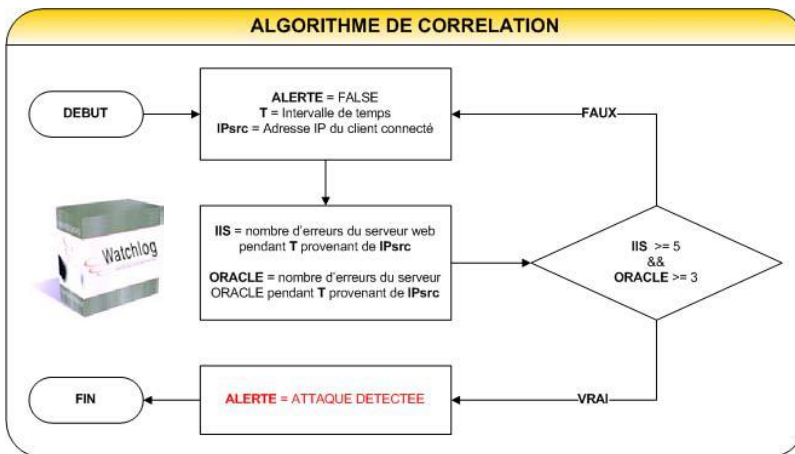 ALGORITHME DE CORRELATION
DEBUT
ALERTE = FALSE
T = Intervalle de temps
IPsrc = Adresse IP du client connecté
FAUX
Watchlog
IIS = nombre d'erreurs du serveur web
pendant T provenant de IPsrc
ORACLE = nombre d'erreurs du serveur
ORACLE pendant T provenant de IPsrc
IIS >= 5
&&
ORACLE >= 3
FIN
ALERTE = ATTAQUE DETECTEE
VRAI